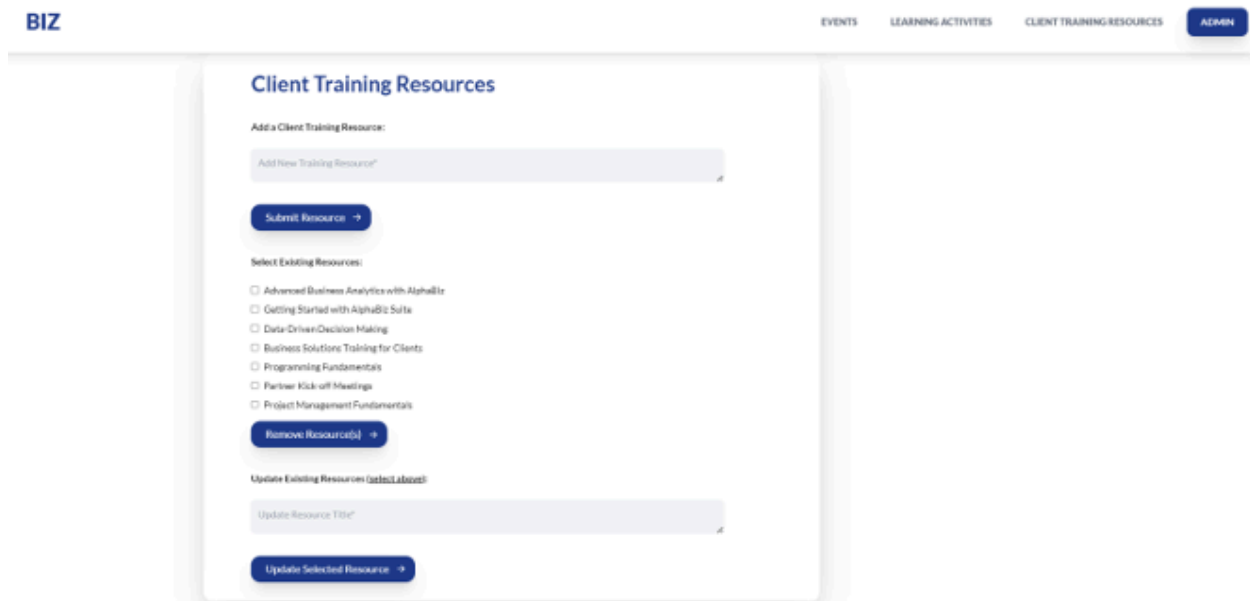 BIZ
EVENTS LEARNING ACTIVITIES CLIENT TRAINING RESOURCES ADMIN
Client Training Resources
Add a Client Training Resource:
Add New Training Resource*
Submit Resource →
Select Existing Resources:
Advanced Business Analytics with AlphaBiz
Getting Started with AlphaBiz Suite
Data-Driven Decision Making
Business Solutions Training for Clients
Programming Fundamentals
Partner Kick-off Meetings
Project Management Fundamentals
Remove Resource(s) →
Update Existing Resources (select above):
Update Resource Title*
Update Selected Resource →